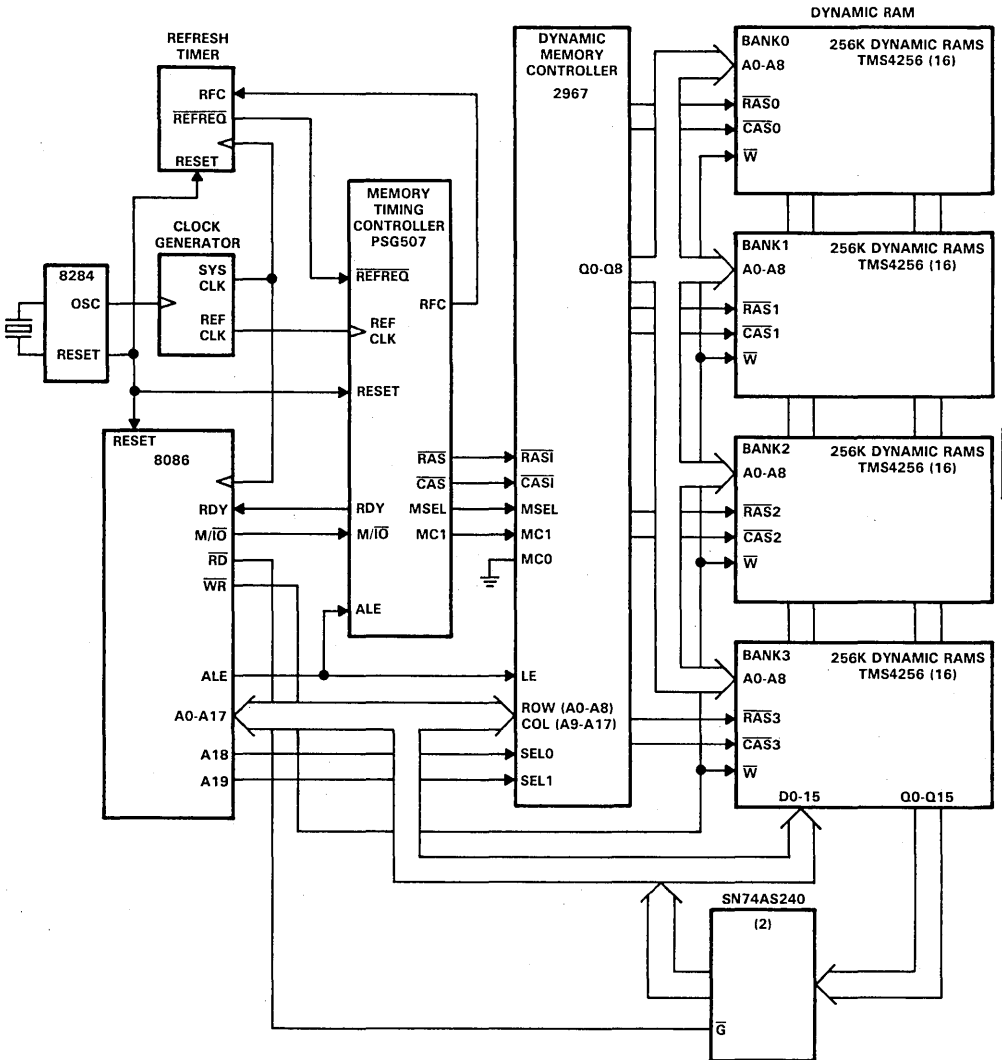 DYNAMIC RAM
REFRESH
TIMER
RFC
REFREQ
RESET
CLOCK
GENERATOR
SYS
CLK
REF
CLK
8284
OSC
RESET
MEMORY
TIMING
CONTROLLER
PSG507
REFREQ
RFC
REF
CLK
RESET
RAS
CAS
RDY
MSEL
M/IO
MC1
ALE
RESET
8086
RDY
M/IO
RD
WR
ALE
A0-A17
A18
A19
DYNAMIC
MEMORY
CONTROLLER
2967
Q0-Q8
RASI
CASI
MSEL
MC1
MC0
LE
ROW (A0-A8)
COL (A9-A17)
SEL0
SEL1
BANK0 256K DYNAMIC RAMS
A0-A8 TMS4256 (16)
RAS0
CAS0
W
BANK1 256K DYNAMIC RAMS
A0-A8 TMS4256 (16)
RAS1
CAS1
W
BANK2 256K DYNAMIC RAMS
A0-A8 TMS4256 (16)
RAS2
CAS2
W
BANK3 256K DYNAMIC RAMS
A0-A8 TMS4256 (16)
RAS3
CAS3
W
D0-15 Q0-Q15
SN74AS240
(2)
G